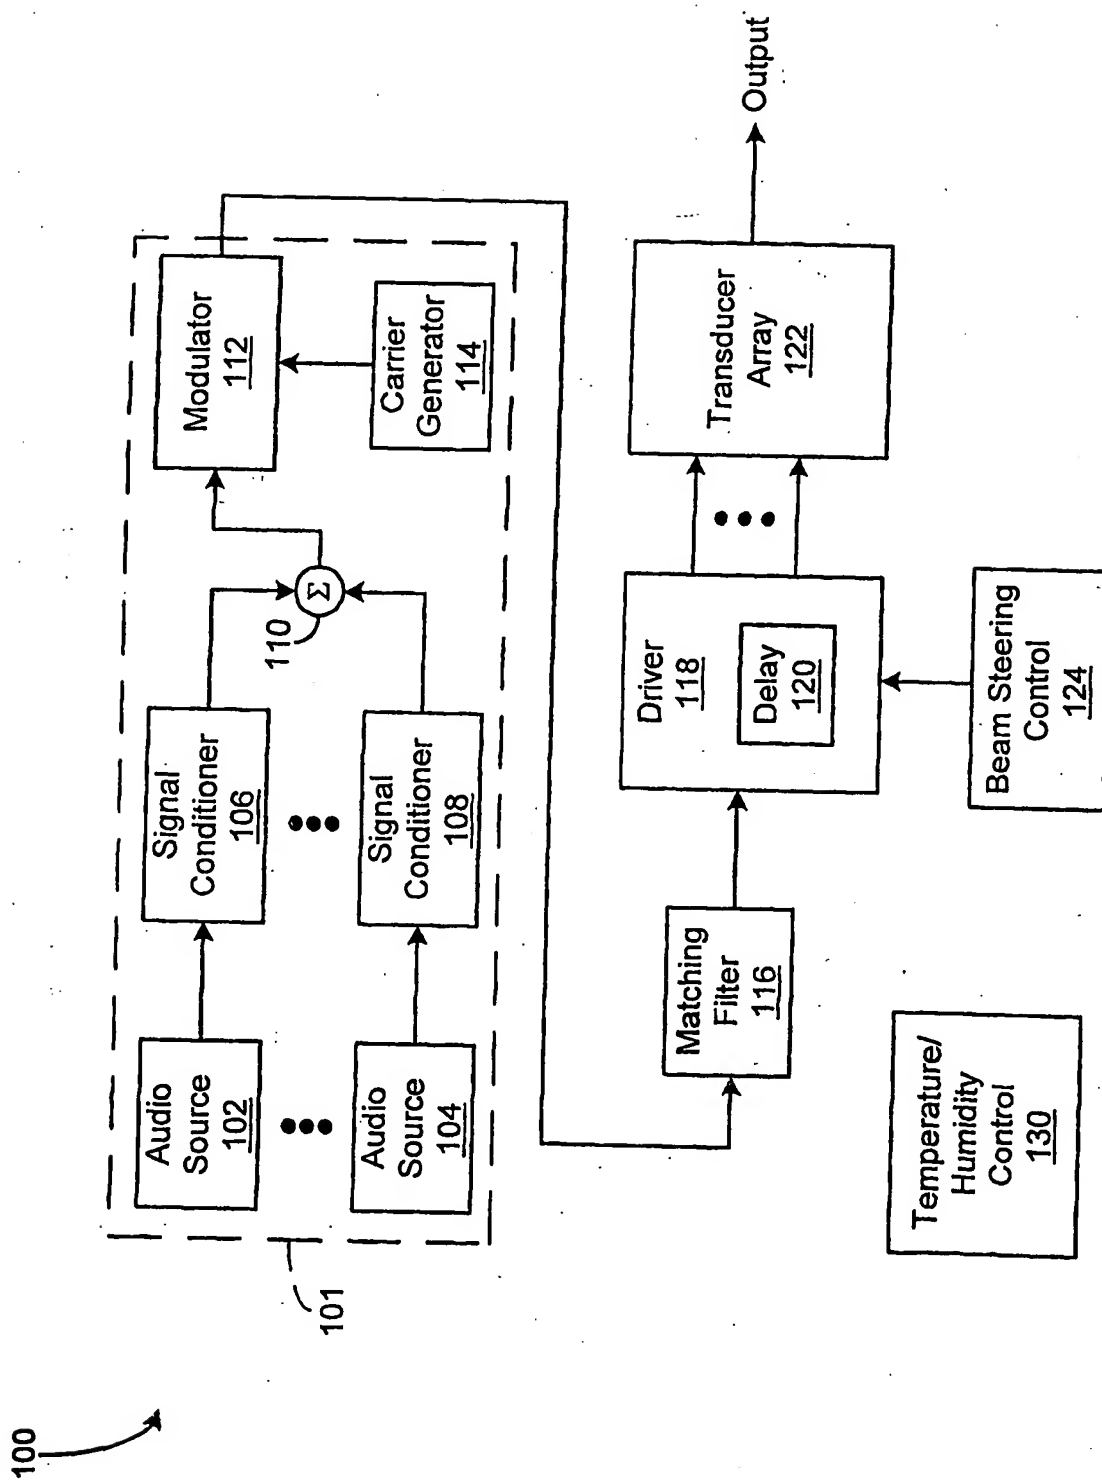 100
101
Audio
Source
102
Audio
Source
104
Signal
Conditioner
106
Signal
Conditioner
108
110
Σ
Modulator
112
Carrier
Generator
114
Matching
Filter
116
Driver
118
Delay
120
Beam Steering
Control
124
Transducer
Array
122
Output
Temperature/
Humidity
Control
130